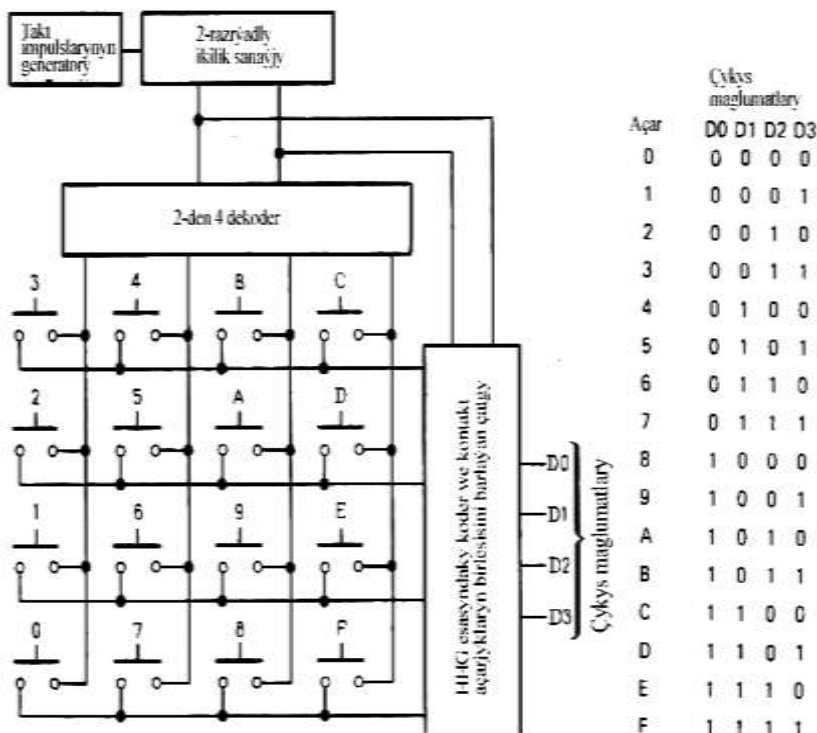 Takt
impulslarynyň
generatory
2-razrýadly
ikilik sanaýjy
2-den 4 dekoder
3 4 B C
2 5 A D
1 6 9 E
0 7 8 F
HHG esasyndaky koder we kontakt
açarjyklaryn birleşisini barlaýan çatgy
D0
D1
D2
D3
Çykys maglumatlary
Çykys
maglumatlary
Açar D0 D1 D2 D3
0 0 0 0 0
1 0 0 0 1
2 0 0 1 0
3 0 0 1 1
4 0 1 0 0
5 0 1 0 1
6 0 1 1 0
7 0 1 1 1
8 1 0 0 0
9 1 0 0 1
A 1 0 1 0
B 1 0 1 1
C 1 1 0 0
D 1 1 0 1
E 1 1 1 0
F 1 1 1 1